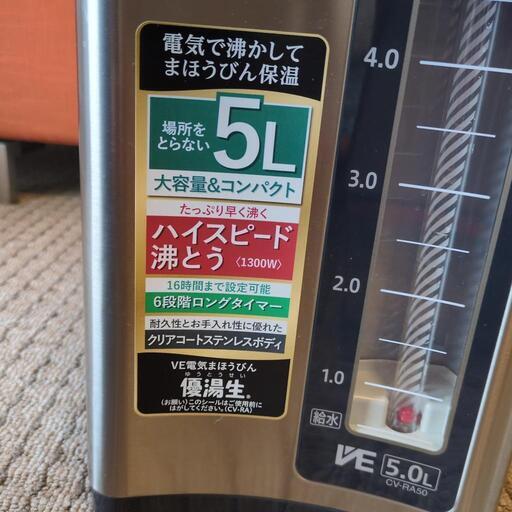 電気で沸かして
まほうびん保温
場所を
とらない
5L
大容量&コンパクト
たっぷり早く沸く
ハイスピード
沸とう〈1300W〉
16時間まで設定可能
6段階ロングタイマー
耐久性とお手入れ性に優れた
クリアコートステンレスボディ
VE電気まほうびん
ゆうとうせい
優湯生®
(お願い)このシールはご使用前に
はがしてください。(CV-RA)
4.0
3.0
2.0
1.0
給水
VE 5.0L
CV-RA50